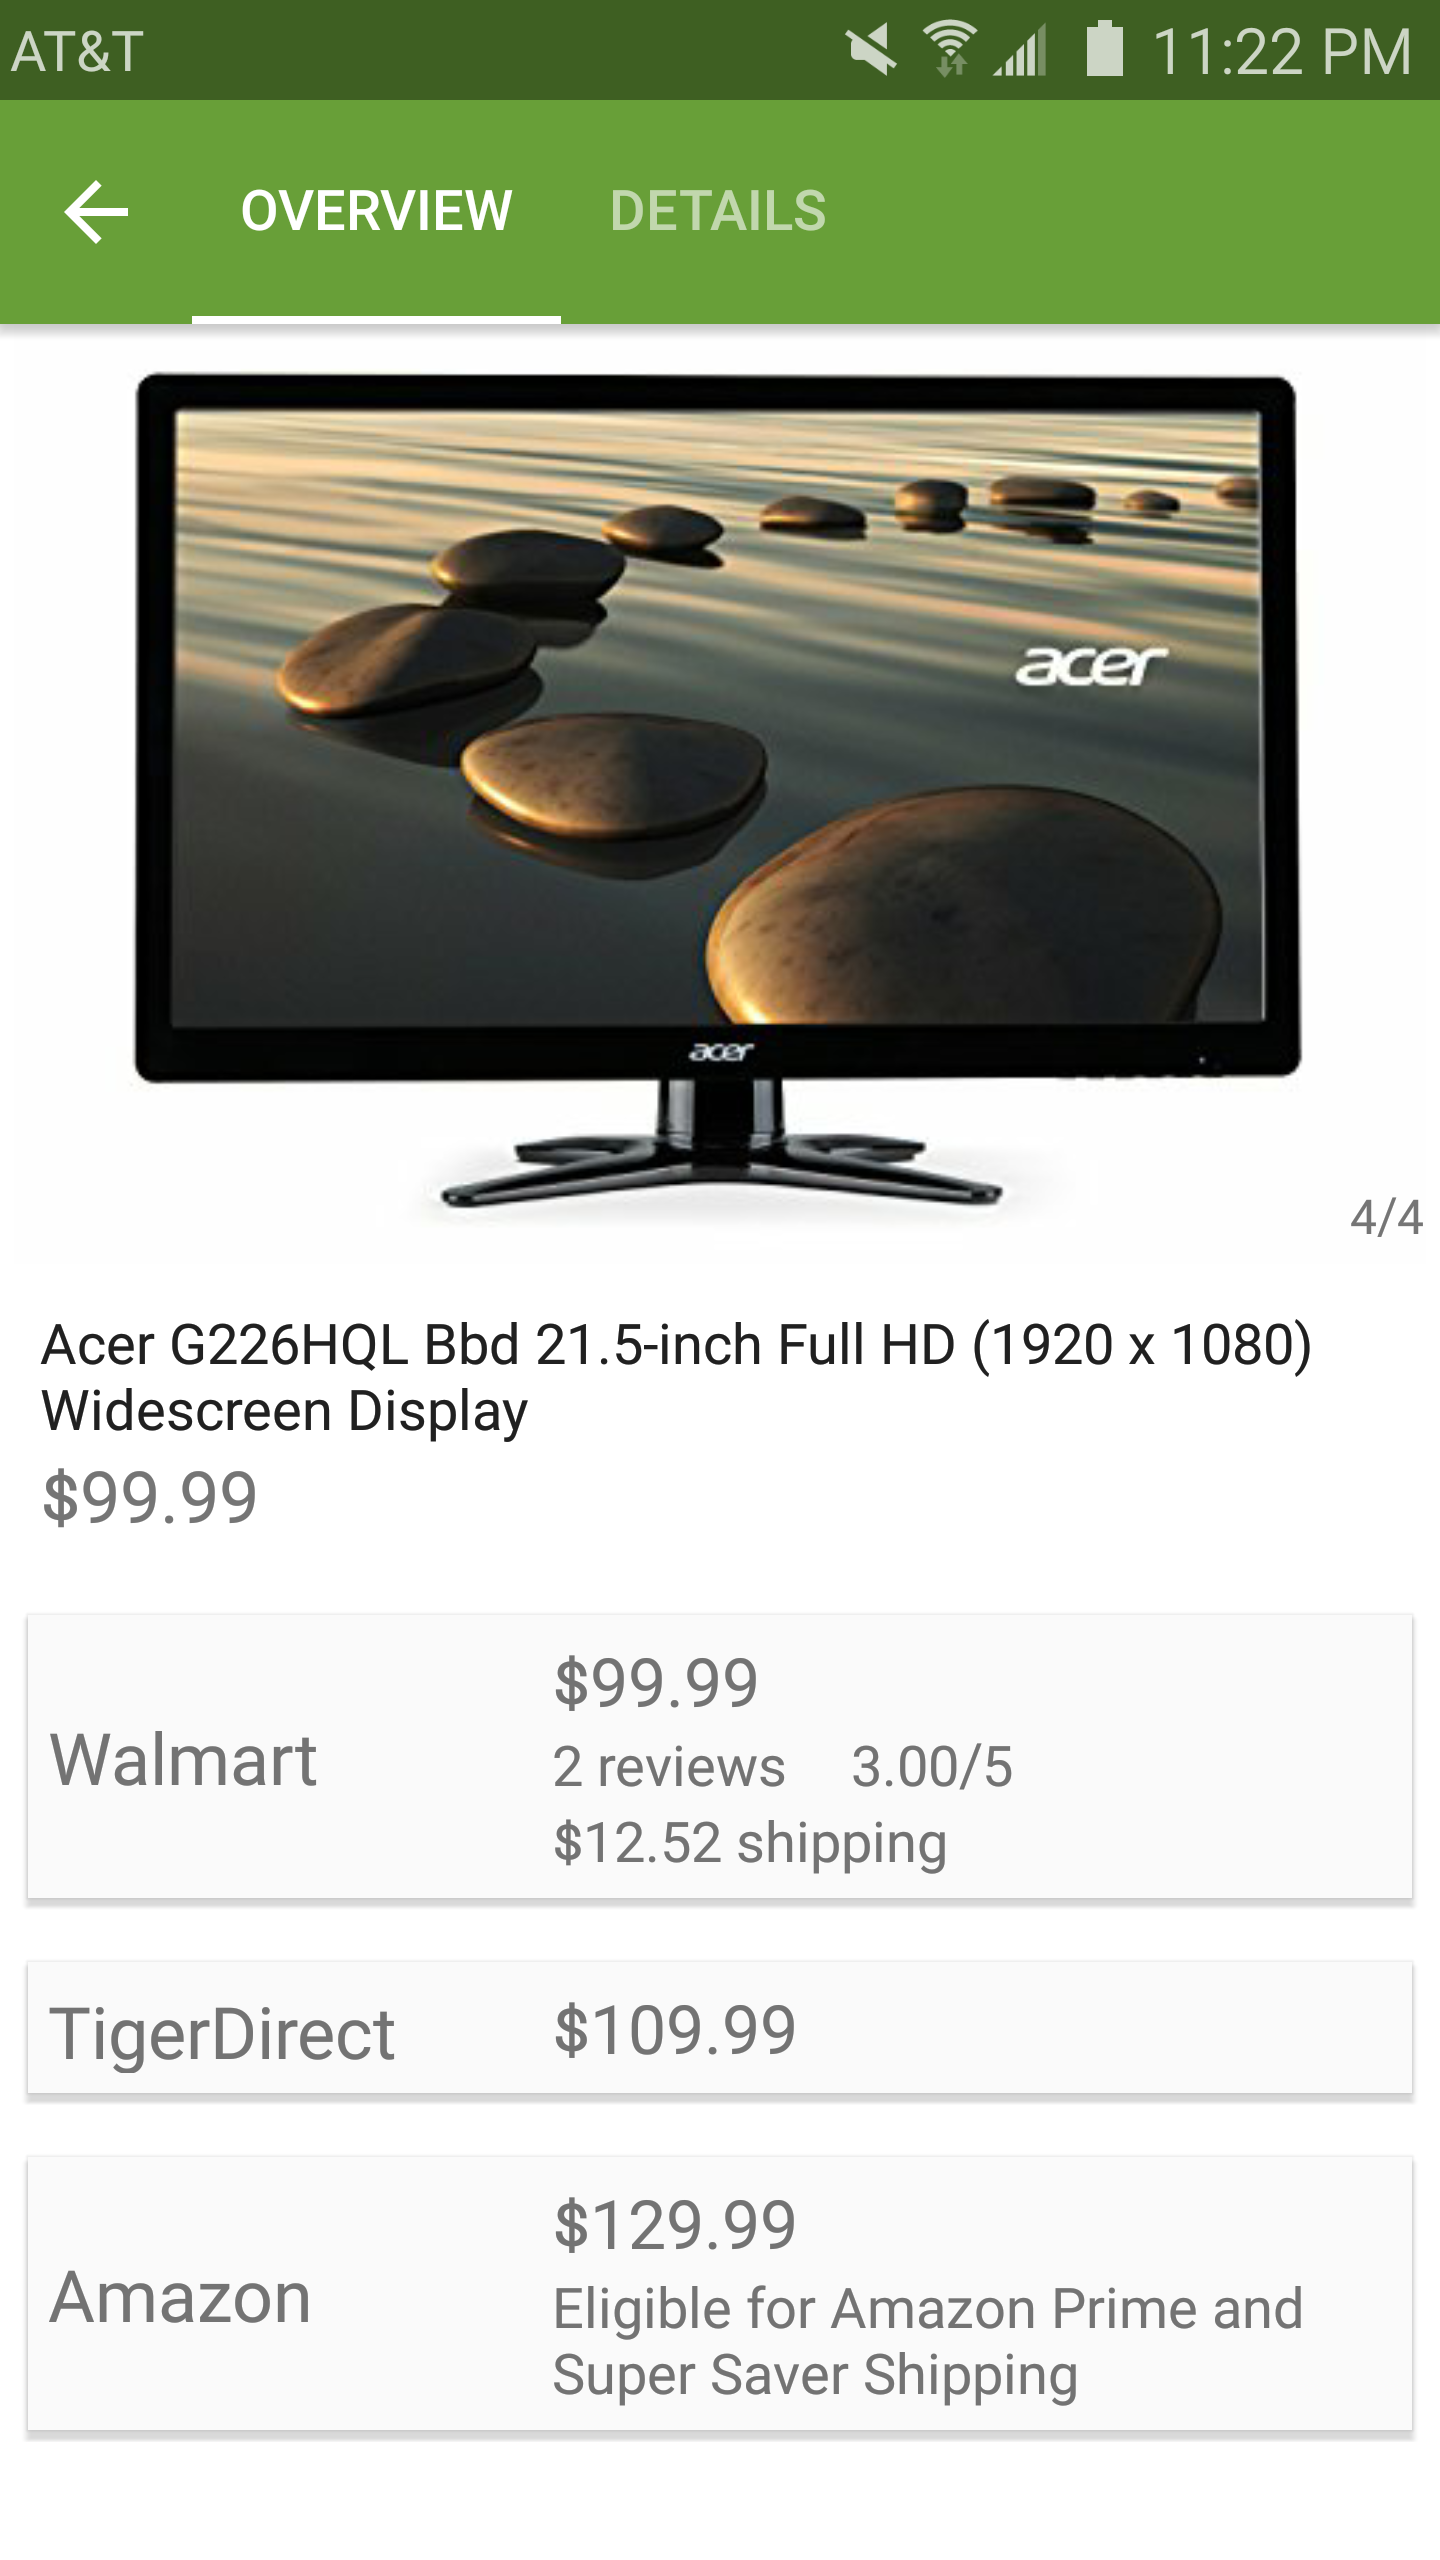 AT&T 11:22 PM
OVERVIEW DETAILS
acer
acer
4/4
Acer G226HQL Bbd 21.5-inch Full HD (1920 x 1080)
Widescreen Display
$99.99
Walmart
$99.99
2 reviews 3.00/5
$12.52 shipping
TigerDirect
$109.99
Amazon
$129.99
Eligible for Amazon Prime and
Super Saver Shipping